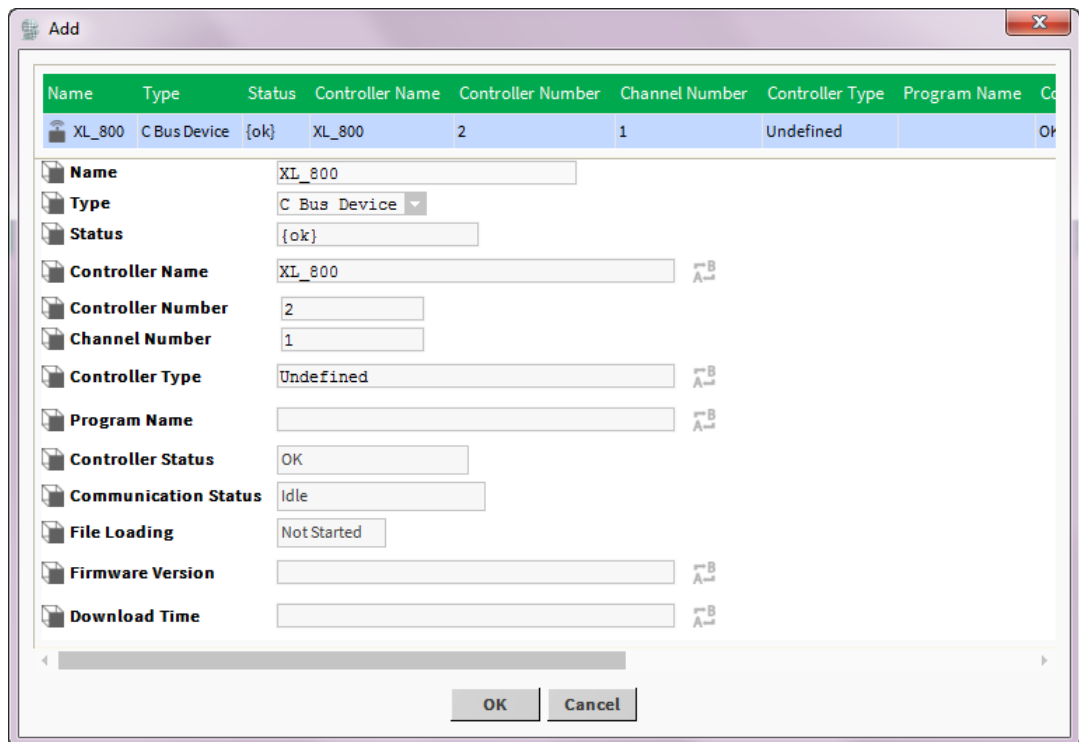 Add
x
Name Type Status Controller Name Controller Number Channel Number Controller Type Program Name
XL_800 C Bus Device {ok} XL_800 2 1 Undefined
Name XL_800
Type C Bus Device
Status {ok}
Controller Name XL_800
Controller Number 2
Channel Number 1
Controller Type Undefined
Program Name
Controller Status OK
Communication Status Idle
File Loading Not Started
Firmware Version
Download Time
OK Cancel